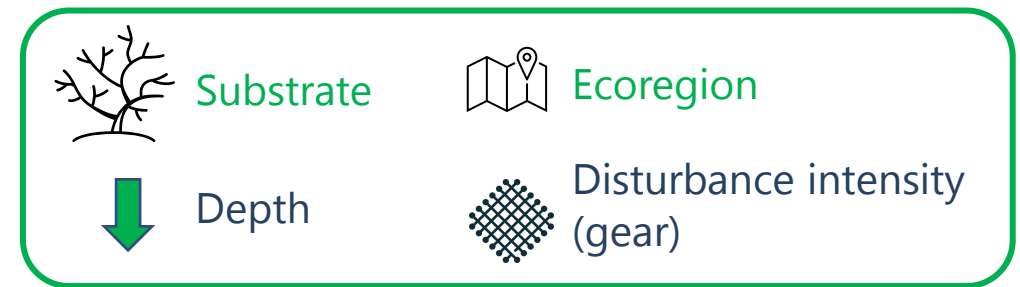 Substrate
Ecoregion
Depth
Disturbance intensity
(gear)